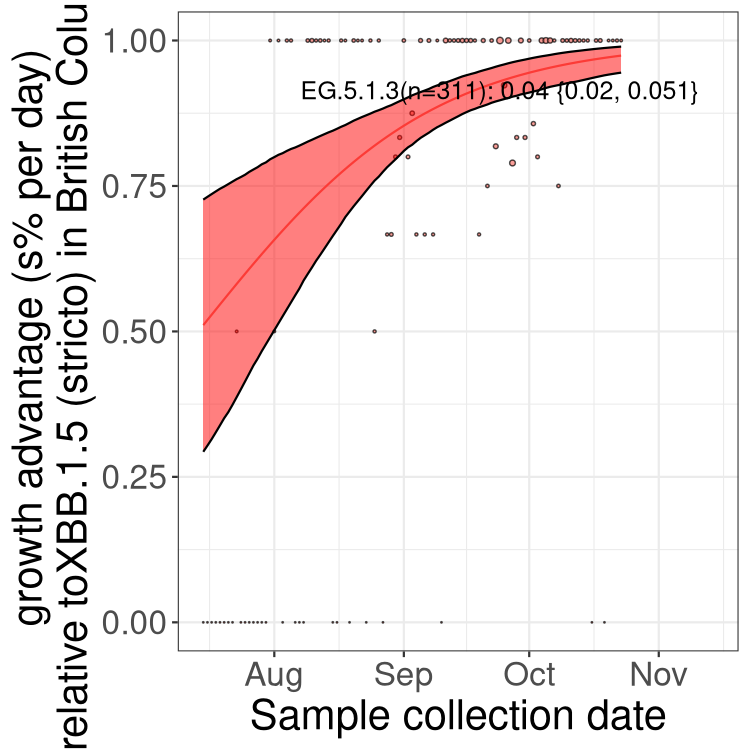 growth advantage (s% per day)
relative toXBB.1.5 (stricto) in British Colu
1.00
0.75
0.50
0.25
0.00
EG.5.1.3(n=311): 0.04 {0.02, 0.051}
Aug Sep Oct Nov
Sample collection date